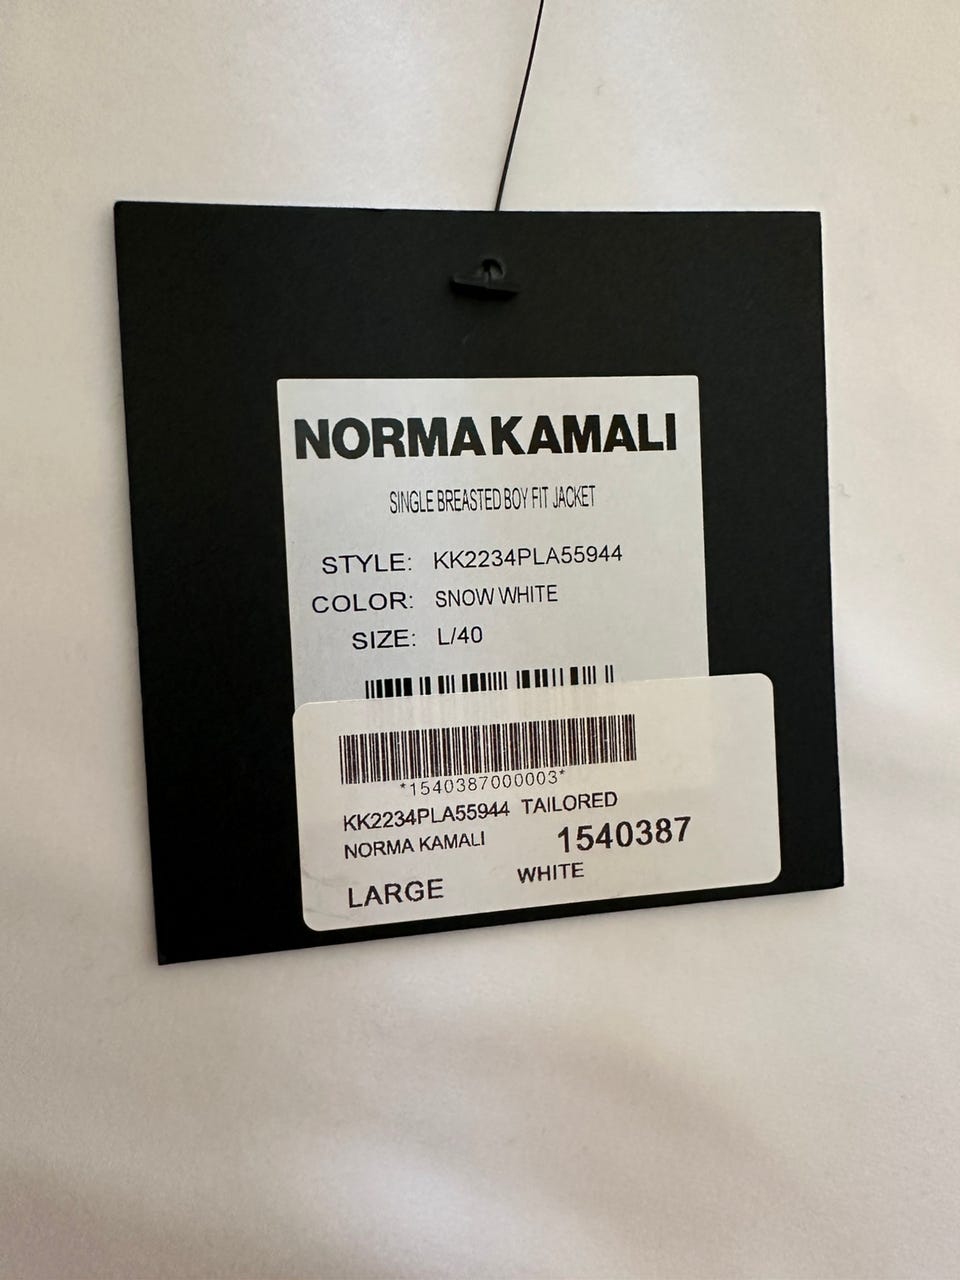 NORMA KAMALI
SINGLE BREASTED BOY FIT JACKET
STYLE: KK2234PLA55944
COLOR: SNOW WHITE
SIZE: L/40
*1540387000003*
KK2234PLA55944 TAILORED
NORMA KAMALI 1540387
LARGE WHITE